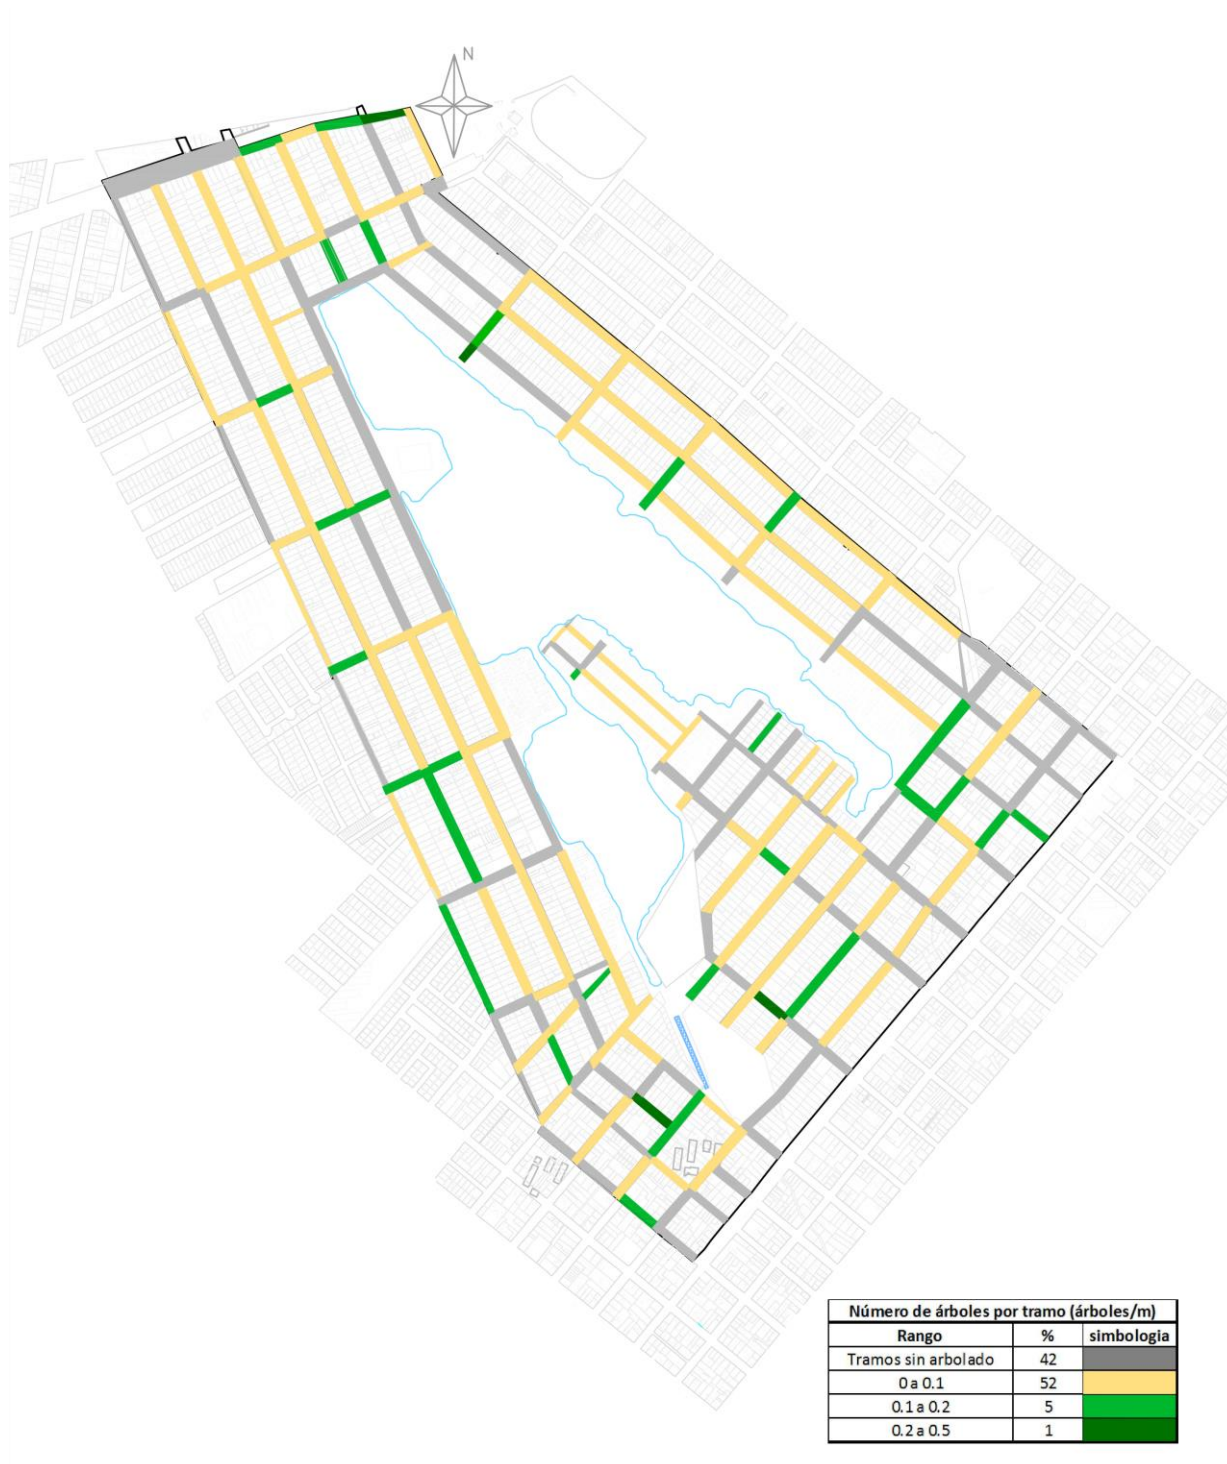 N
Número de árboles por tramo (árboles/m)
Rango % simbologia
Tramos sin arbolado 42
0 a 0.1 52
0.1 a 0.2 5
0.2 a 0.5 1